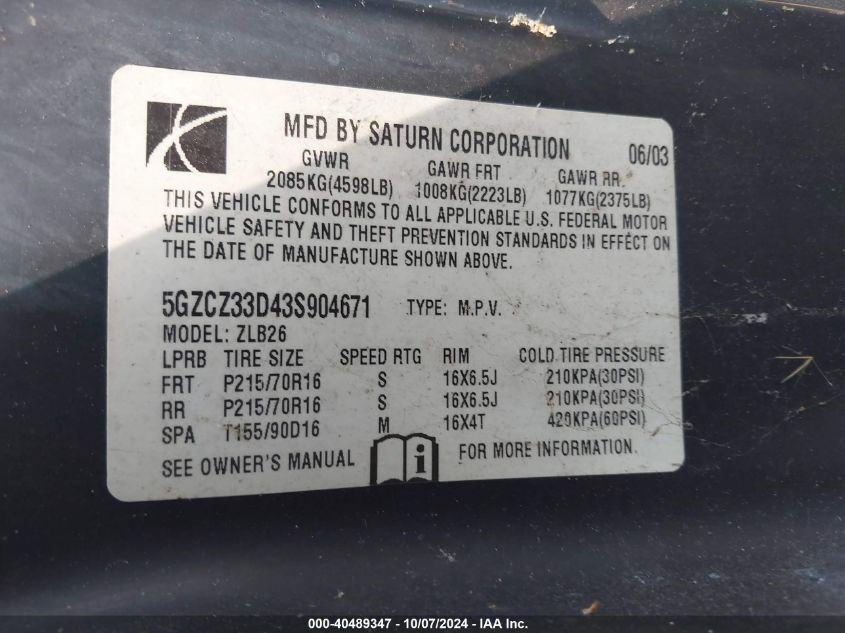 MFD BY SATURN CORPORATION 06/03
GVWR GAWR FRT GAWR RR.
2085KG(4598LB) 1008KG(2223LB) 1077KG(2375LB)
THIS VEHICLE CONFORMS TO ALL APPLICABLE U.S. FEDERAL MOTOR
VEHICLE SAFETY AND THEFT PREVENTION STANDARDS IN EFFECT ON
THE DATE OF MANUFACTURE SHOWN ABOVE.
5GZCZ33D43S904671 TYPE: M.P.V.
MODEL: ZLB26
LPRB TIRE SIZE SPEED RTG RIM COLD TIRE PRESSURE
FRT P215/70R16 S 16X6.5J 210KPA(30PSI)
RR P215/70R16 S 16X6.5J 210KPA(30PSI)
SPA T155/90D16 M 16X4T 420KPA(60PSI)
SEE OWNER'S MANUAL i FOR MORE INFORMATION.
000-40489347 - 10/07/2024 - IAA Inc.